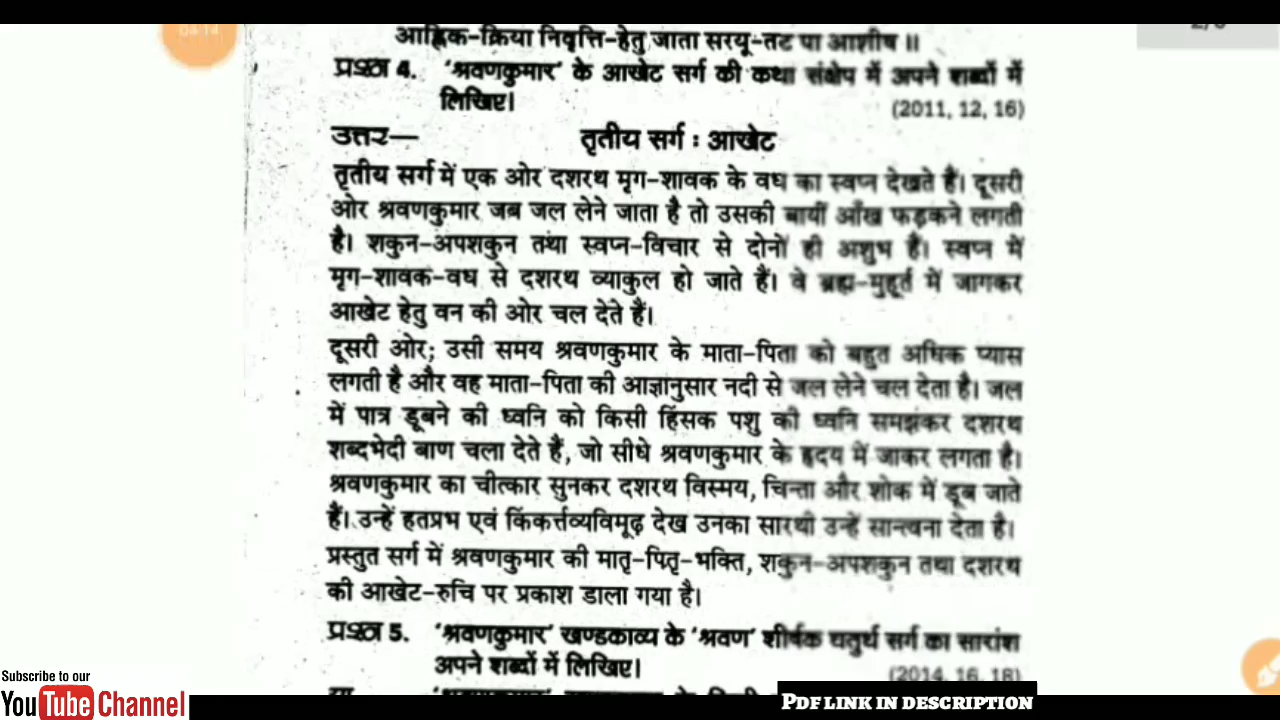 04:14
आह्निक-क्रिया निवृत्ति-हेतु जाता सरयू-तट पा आशीष ॥
प्रश्न 4. 'श्रवणकुमार' के आखेट सर्ग की कथा संक्षेप में अपने शब्दों में
लिखिए।
(2011, 12, 16)
उत्तर— तृतीय सर्ग : आखेट
तृतीय सर्ग में एक ओर दशरथ मृग-शावक के वध का स्वप्न देखते हैं। दूसरी
ओर श्रवणकुमार जब जल लेने जाता है तो उसकी बायीं आँख फड़कने लगती
है। शकुन-अपशकुन तथा स्वप्न-विचार से दोनों ही अशुभ हैं। स्वप्न में
मृग-शावक-वध से दशरथ व्याकुल हो जाते हैं। वे ब्रह्म-मुहूर्त में जागकर
आखेट हेतु वन की ओर चल देते हैं।
दूसरी ओर; उसी समय श्रवणकुमार के माता-पिता को बहुत अधिक प्यास
लगती है और वह माता-पिता की आज्ञानुसार नदी से जल लेने चल देता है। जल
में पात्र डूबने की ध्वनि को किसी हिंसक पशु की ध्वनि समझकर दशरथ
शब्दभेदी बाण चला देते हैं, जो सीधे श्रवणकुमार के हृदय में जाकर लगता है।
श्रवणकुमार का चीत्कार सुनकर दशरथ विस्मय, चिन्ता और शोक में डूब जाते
हैं। उन्हें हतप्रभ एवं किंकर्त्तव्यविमूढ़ देख उनका सारथी उन्हें सान्त्वना देता है।
प्रस्तुत सर्ग में श्रवणकुमार की मातृ-पितृ-भक्ति, शकुन-अपशकुन तथा दशरथ
की आखेट-रुचि पर प्रकाश डाला गया है।
प्रश्न 5. 'श्रवणकुमार' खण्डकाव्य के 'श्रवण' शीर्षक चतुर्थ सर्ग का सारांश
अपने शब्दों में लिखिए।
(2014, 16, 18)
Subscribe to our
YouTube Channel
PDF LINK IN DESCRIPTION